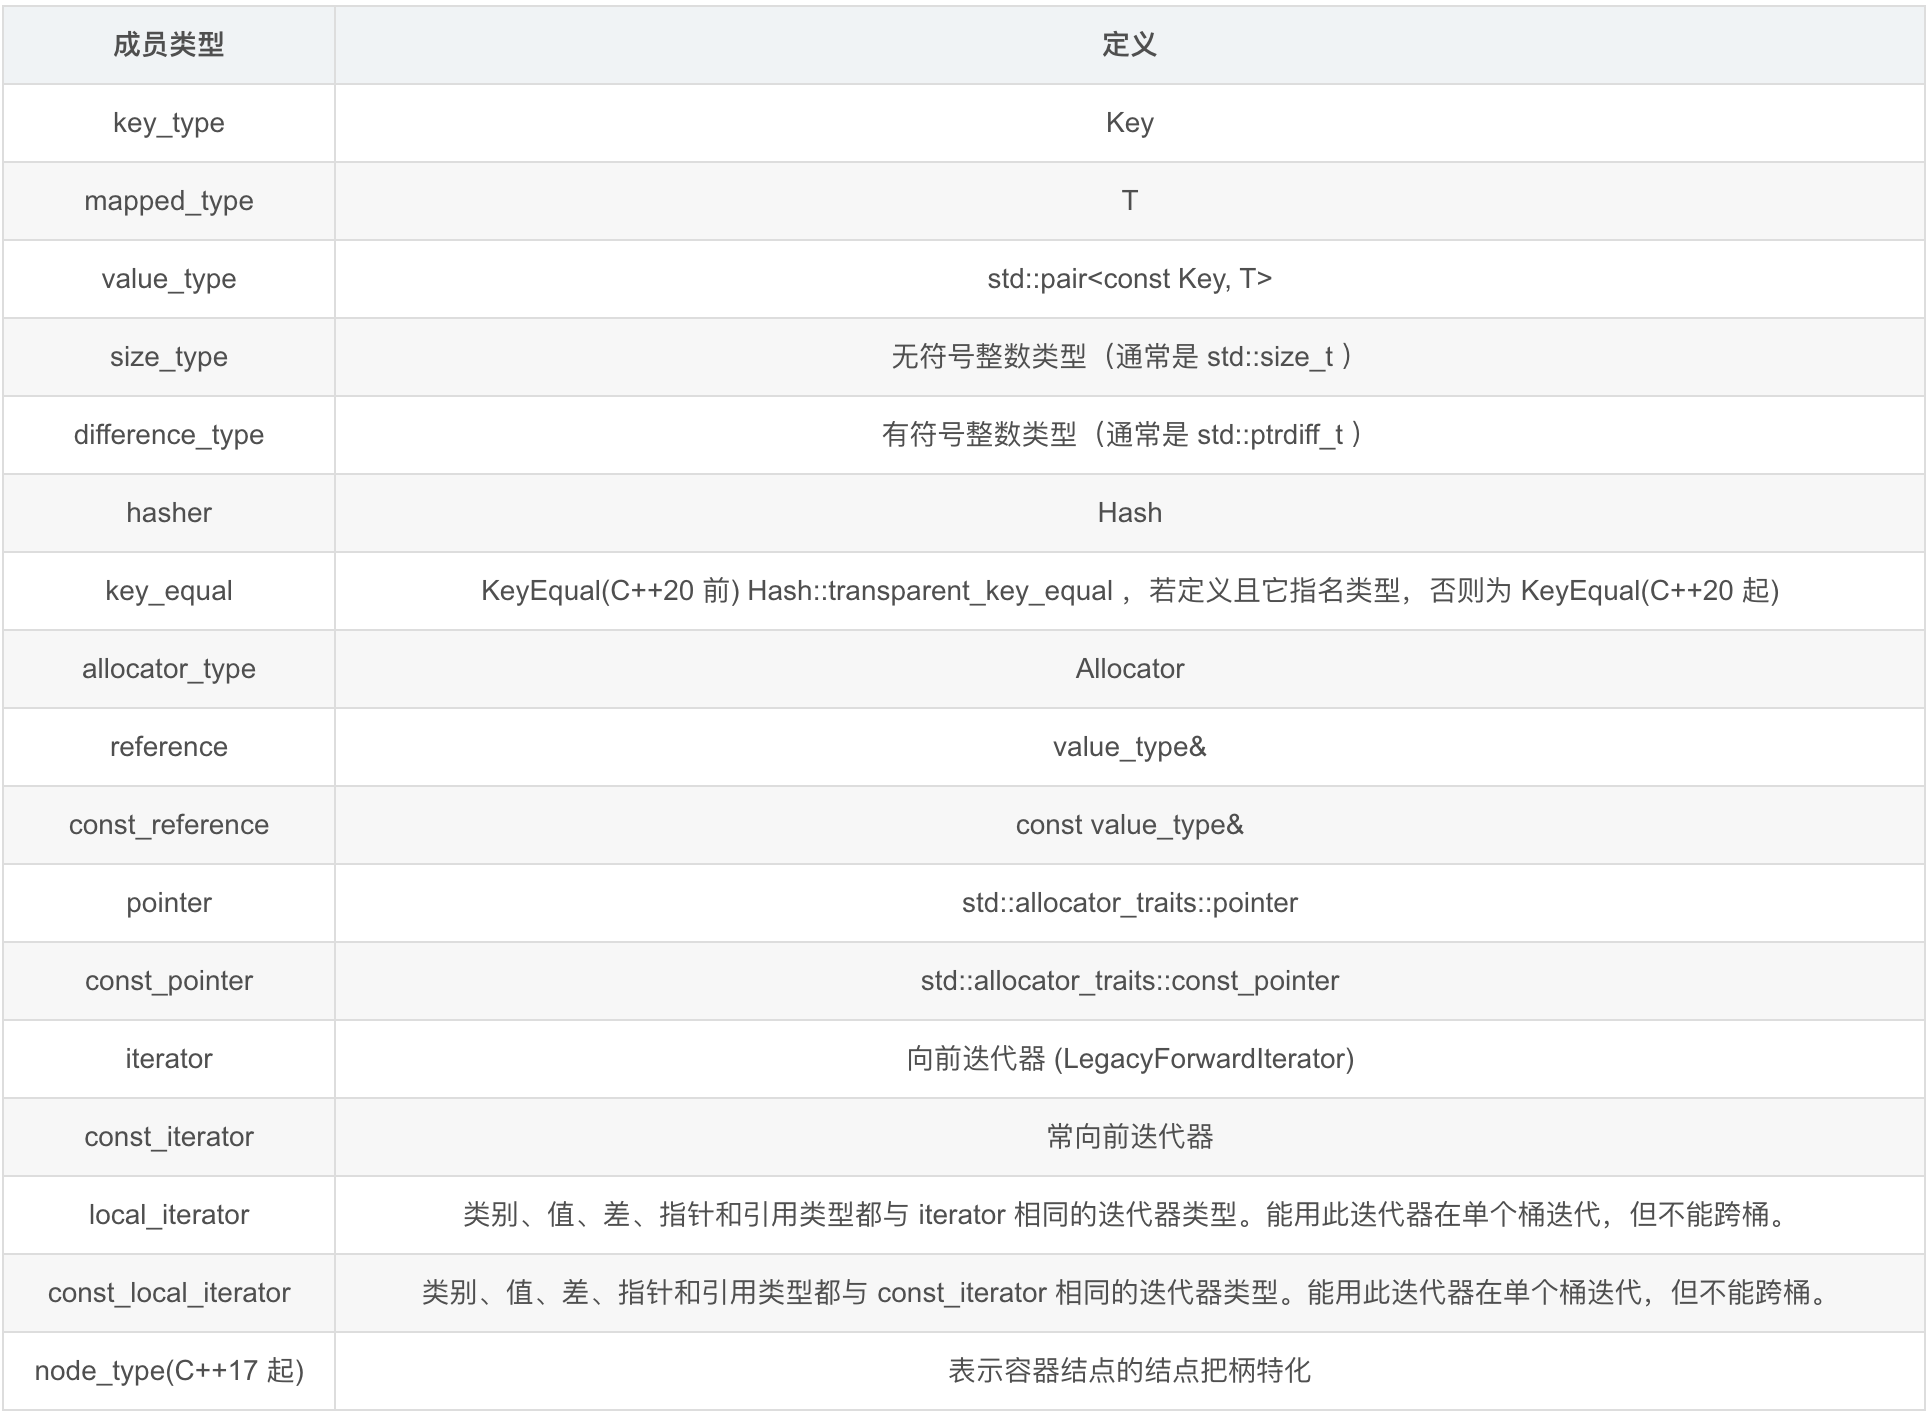 成员类型 定义
key_type Key
mapped_type T
value_type std::pair<const Key, T>
size_type 无符号整数类型（通常是 std::size_t ）
difference_type 有符号整数类型（通常是 std::ptrdiff_t ）
hasher Hash
key_equal KeyEqual(C++20 前) Hash::transparent_key_equal ，若定义且它指名类型，否则为 KeyEqual(C++20 起)
allocator_type Allocator
reference value_type&
const_reference const value_type&
pointer std::allocator_traits::pointer
const_pointer std::allocator_traits::const_pointer
iterator 向前迭代器 (LegacyForwardIterator)
const_iterator 常向前迭代器
local_iterator 类别、值、差、指针和引用类型都与 iterator 相同的迭代器类型。能用此迭代器在单个桶迭代，但不能跨桶。
const_local_iterator 类别、值、差、指针和引用类型都与 const_iterator 相同的迭代器类型。能用此迭代器在单个桶迭代，但不能跨桶。
node_type(C++17 起) 表示容器结点的结点把柄特化